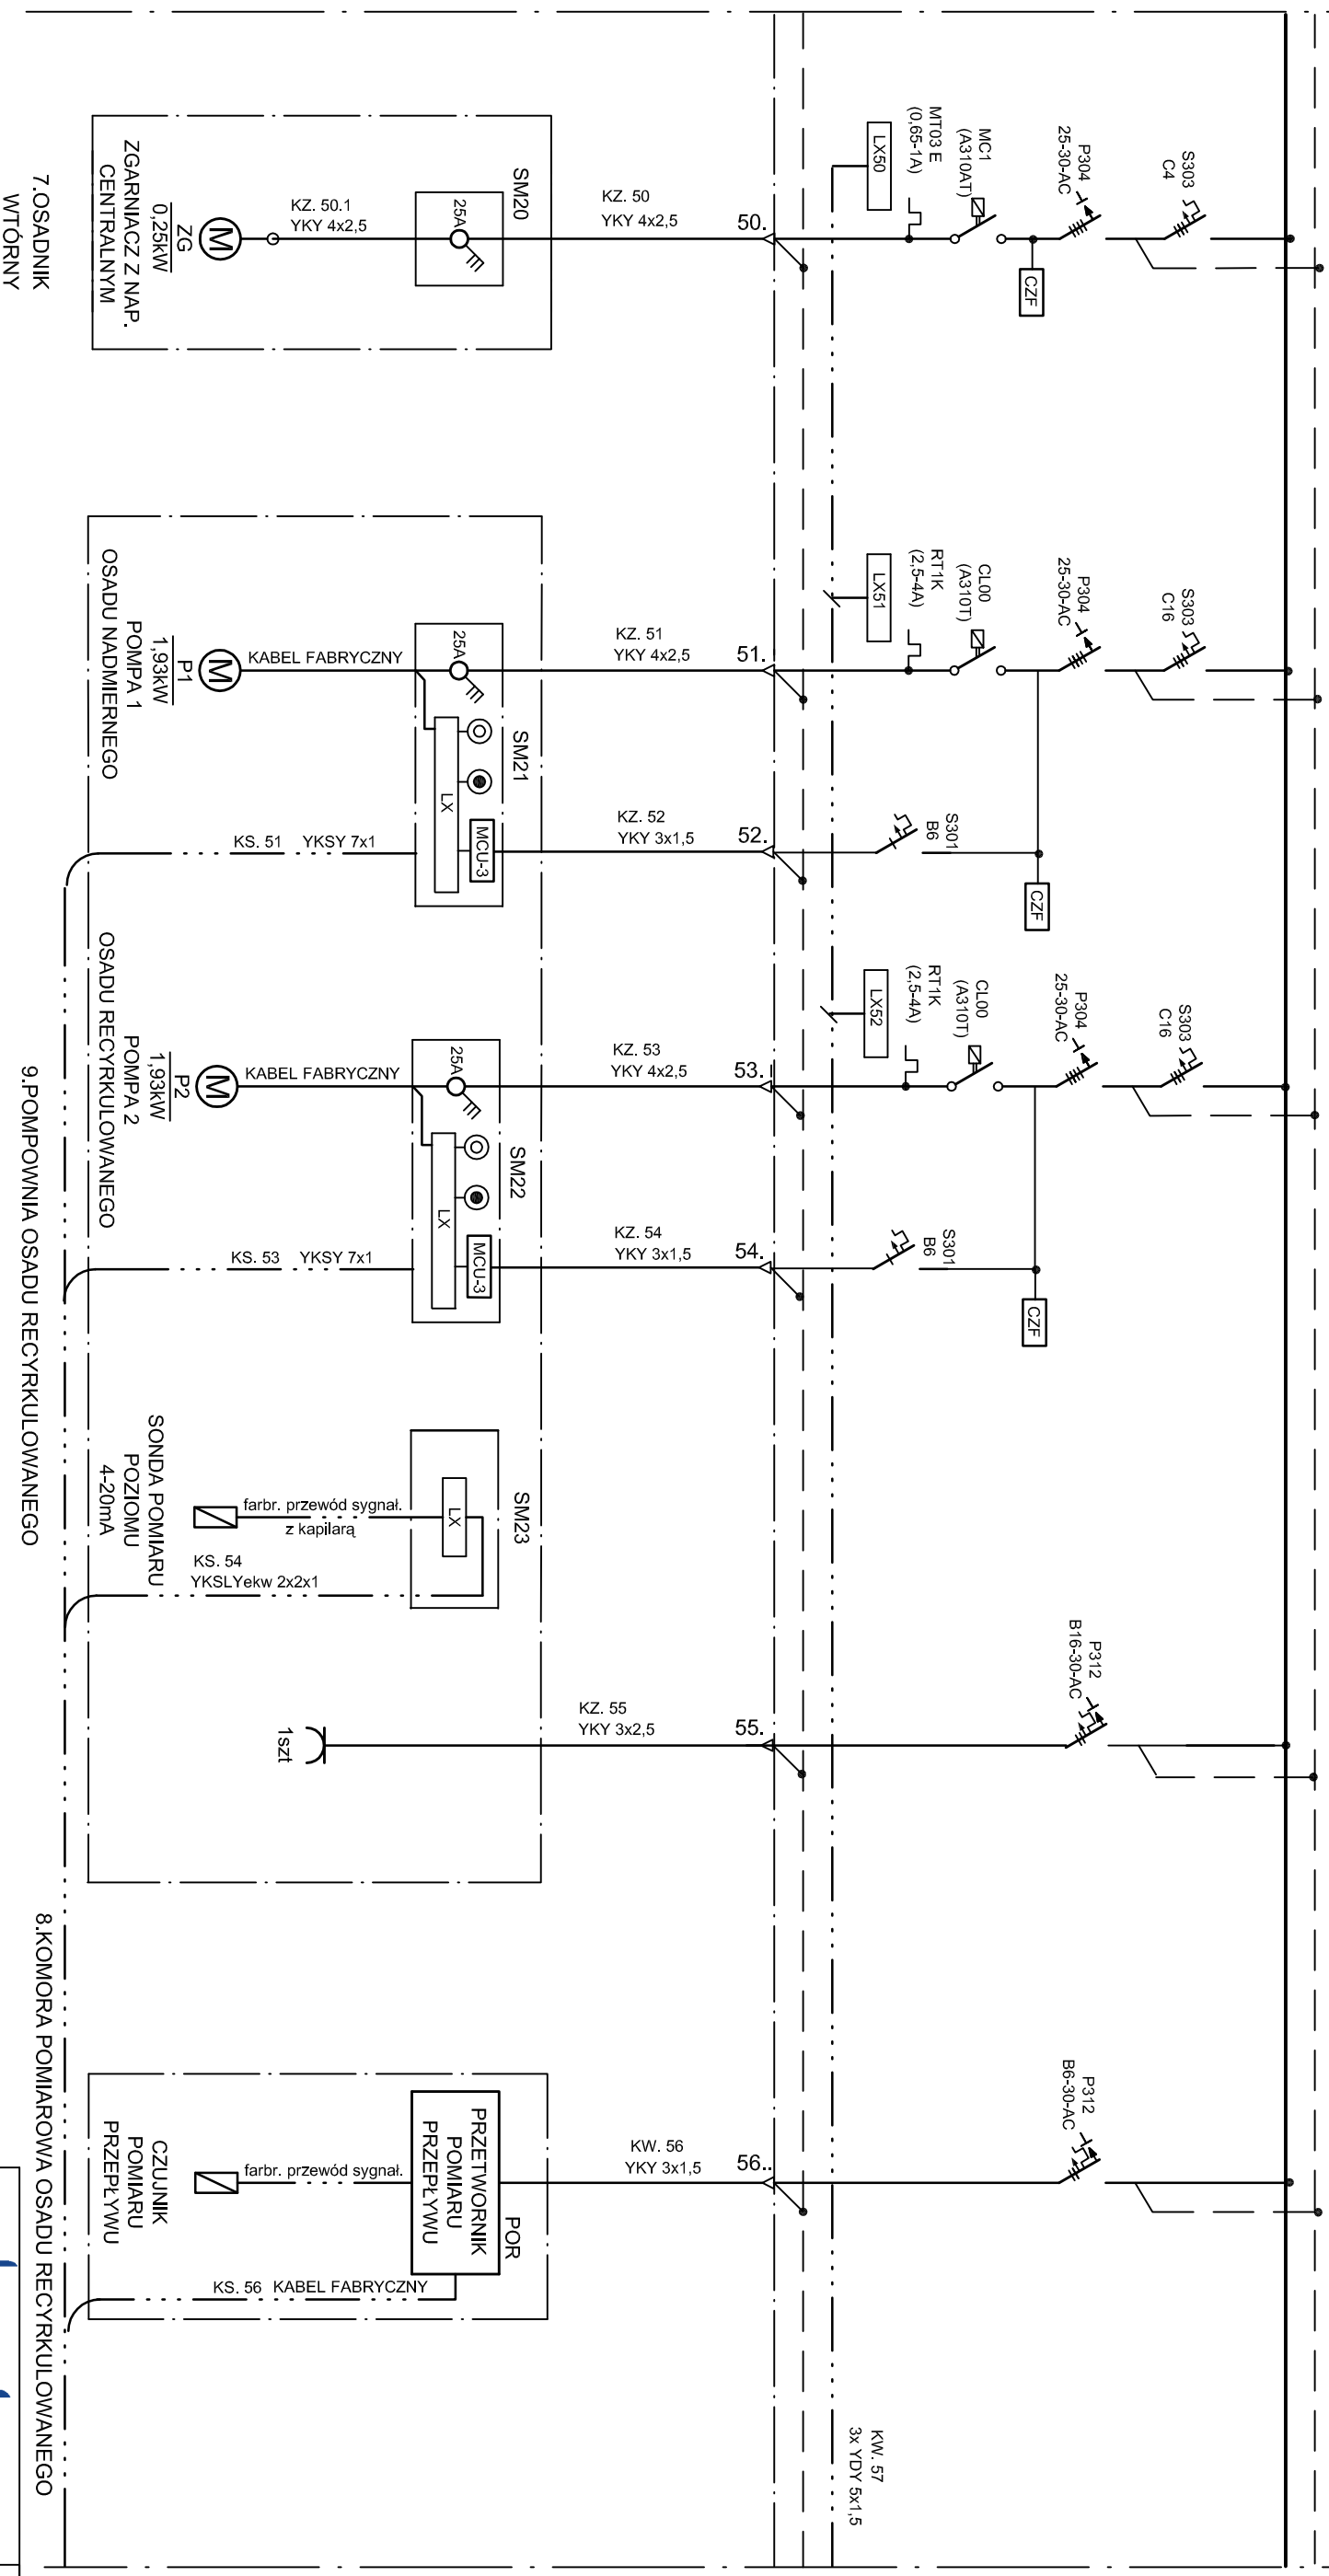 S303
C4
P304
25-30-AC
CZF
MC1
(A310AT)
MT03 E
(0,65-1A)
LX50
50.
KZ. 50
YKY 4x2,5
SM20
25A
KZ. 50.1
YKY 4x2,5
M
ZG
0,25kW
ZGARNIACZ Z NAP.
CENTRALNYM
7.OSADNIK
WTÓRNY
S303
C16
P304
25-30-AC
CL00
(A310T)
RT1K
(2,5-4A)
LX51
51.
KZ. 51
YKY 4x2,5
25A
SM21
LX
MCU-3
KABEL FABRYCZNY
M
P1
1,93kW
POMPA 1
OSADU NADMIERNEGO
S301
B6
CZF
52.
KZ. 52
YKY 3x1,5
KS. 51 YKSY 7x1
S303
C16
P304
25-30-AC
CL00
(A310T)
RT1K
(2,5-4A)
LX52
53.
KZ. 53
YKY 4x2,5
25A
SM22
LX
MCU-3
KABEL FABRYCZNY
M
P2
1,93kW
POMPA 2
OSADU RECYRKULOWANEGO
S301
B6
CZF
54.
KZ. 54
YKY 3x1,5
KS. 53 YKSY 7x1
SM23
LX
farbr. przewód sygnał.
z kapilarą
SONDA POMIARU
POZIOMU
4-20mA
KS. 54
YKSLYekw 2x2x1
9.POMPOWNIA OSADU RECYRKULOWANEGO
P312
B16-30-AC
55.
KZ. 55
YKY 3x2,5
1szt
P312
B6-30-AC
56..
KW. 56
YKY 3x1,5
POR
PRZETWORNIK
POMIARU
PRZEPŁYWU
farbr. przewód sygnał.
CZUJNIK
POMIARU
PRZEPŁYWU
KS. 56 KABEL FABRYCZNY
8.KOMORA POMIAROWA OSADU RECYRKULOWANEGO
KW. 57
3x YDY 5x1,5